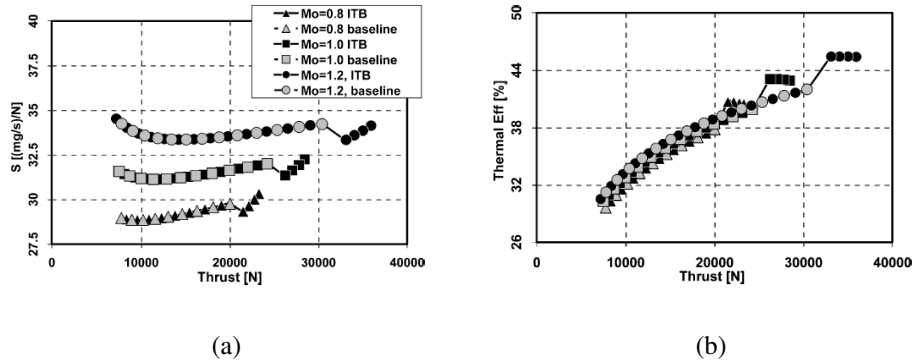 40
37.5
35
32.5
30
27.5
S [(mg/s)/N)
0
10000
20000
30000
40000
Thrust [N]
Mo=0.8 ITB
Mo=0.8 baseline
Mo=1.0 ITB
Mo=1.0 baseline
Mo=1.2, ITB
Mo=1.2, baseline
(a)
50
44
38
32
26
Thermal Eff [%]
0
10000
20000
30000
40000
Thrust [N]
(b)